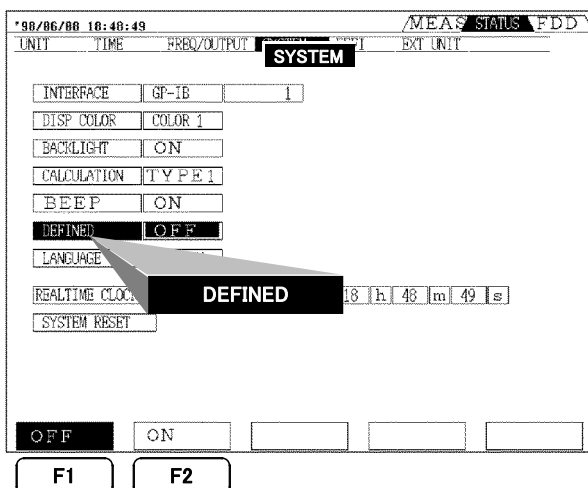 '98/06/08 18:48:49 MEAS STATUS FDD
UNIT TIME FREQ/OUTPUT SYSTEM EXT UNIT
INTERFACE GP-IB 1
DISP COLOR COLOR 1
BACKLIGHT ON
CALCULATION TYPE1
BEEP ON
DEFINED OFF
LANGUAGE
REALTIME CLOCK DEFINED 18 h 48 m 49 s
SYSTEM RESET
OFF ON
F1 F2